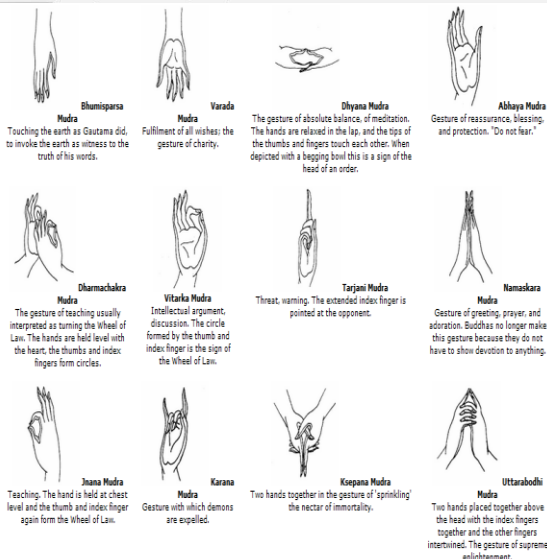 Bhumisparsa
Mudra
Touching the earth as Gautama did,
to invoke the earth as witness to the
truth of his words.
Varada
Mudra
Fulfilment of all wishes; the
gesture of charity.
Dhyana Mudra
The gesture of absolute balance, of meditation.
The hands are relaxed in the lap, and the tips of
the thumbs and fingers touch each other. When
depicted with a begging bowl this is a sign of the
head of an order.
Abhaya Mudra
Gesture of reassurance, blessing,
and protection. "Do not fear."
Dharmachakra
Mudra
The gesture of teaching usually
interpreted as turning the Wheel of
Law. The hands are held level with
the heart, the thumbs and index
fingers form circles.
Vitarka Mudra
Intellectual argument,
discussion. The circle
formed by the thumb and
index finger is the sign of
the Wheel of Law.
Tarjani Mudra
Threat, warning. The extended index finger is
pointed at the opponent.
Namaskara
Mudra
Gesture of greeting, prayer, and
adoration. Buddhas no longer make
this gesture because they do not
have to show devotion to anything.
Jnana Mudra
Teaching. The hand is held at chest
level and the thumb and index finger
again form the Wheel of Law.
Karana
Mudra
Gesture with which demons
are expelled.
Ksepana Mudra
Two hands together in the gesture of 'sprinkling'
the nectar of immortality.
Uttarabodhi
Mudra
Two hands placed together above
the head with the index fingers
together and the other fingers
intertwined. The gesture of supreme
enlightenment.